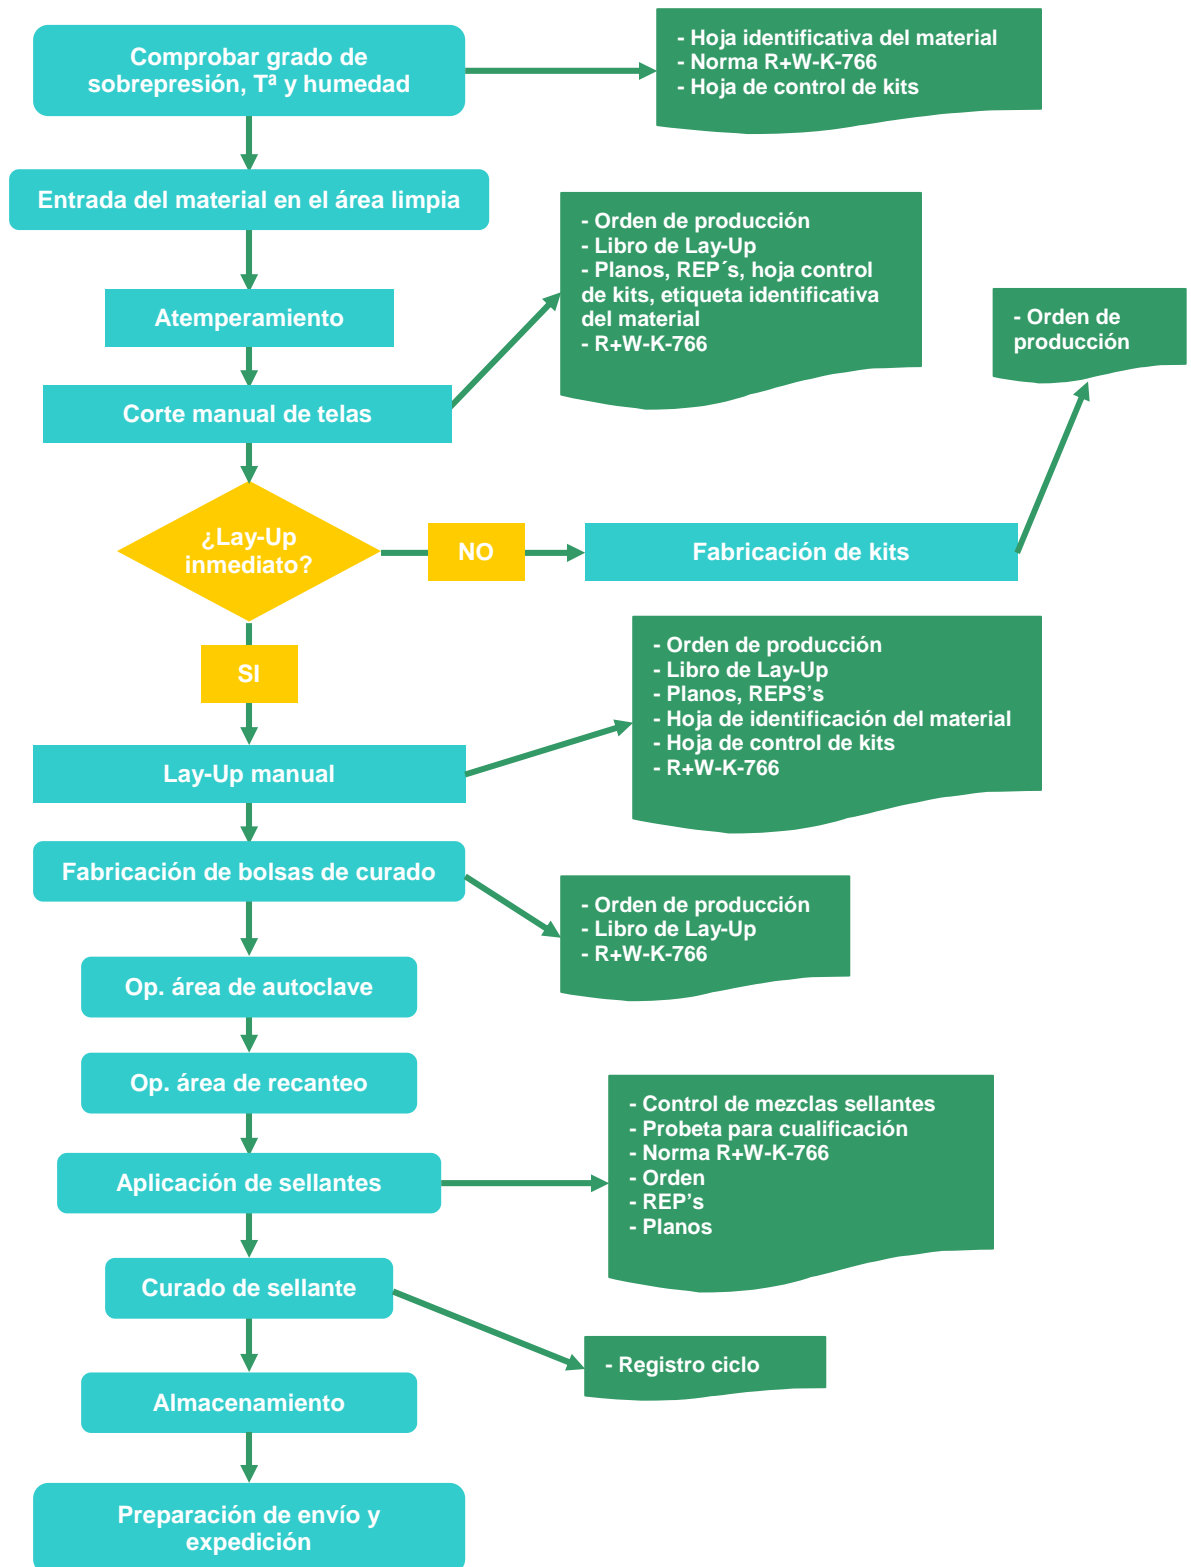 Comprobar grado de
sobrepresión, Tª y humedad
- Hoja identificativa del material
- Norma R+W-K-766
- Hoja de control de kits
Entrada del material en el área limpia
- Orden de producción
- Libro de Lay-Up
- Planos, REP´s, hoja control
de kits, etiqueta identificativa
del material
- R+W-K-766
Atemperamiento
- Orden de
producción
Corte manual de telas
¿Lay-Up
inmediato?
NO
Fabricación de kits
SI
- Orden de producción
- Libro de Lay-Up
- Planos, REPS’s
- Hoja de identificación del material
- Hoja de control de kits
- R+W-K-766
Lay-Up manual
Fabricación de bolsas de curado
- Orden de producción
- Libro de Lay-Up
- R+W-K-766
Op. área de autoclave
Op. área de recanteo
- Control de mezclas sellantes
- Probeta para cualificación
- Norma R+W-K-766
- Orden
- REP’s
- Planos
Aplicación de sellantes
Curado de sellante
- Registro ciclo
Almacenamiento
Preparación de envío y
expedición